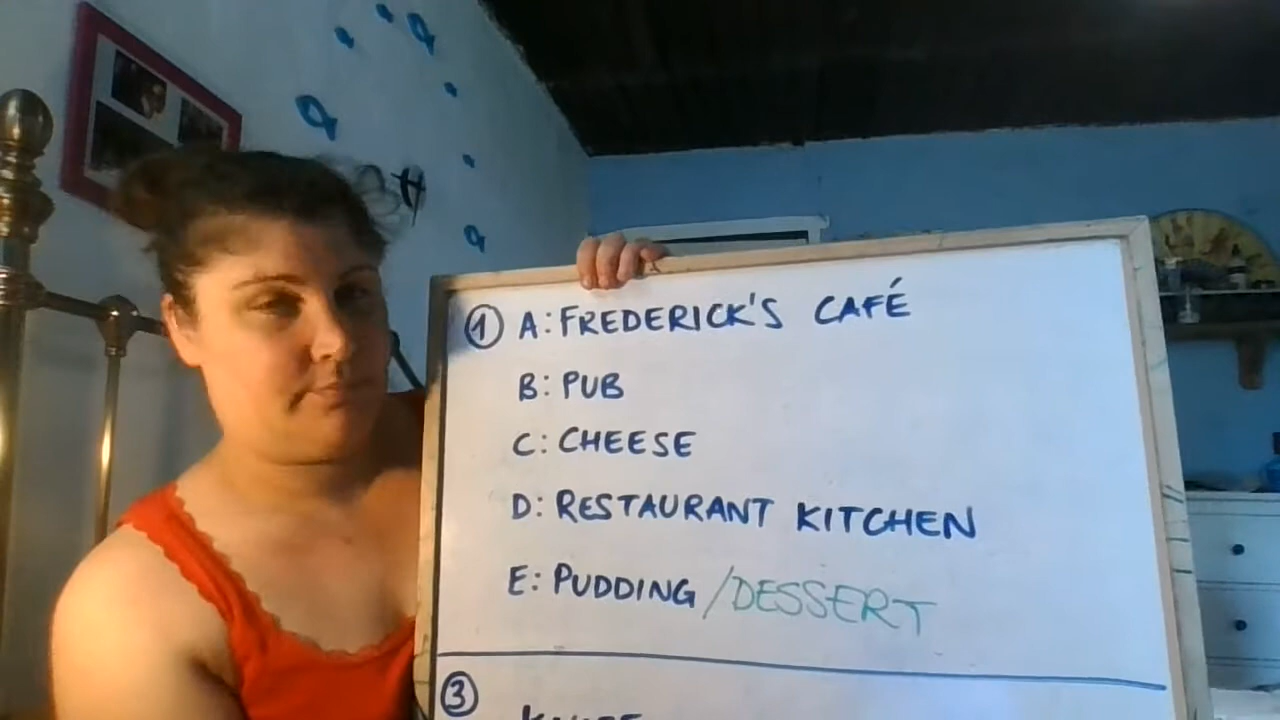 ① A: FREDERICK'S CAFÉ
B: PUB
C: CHEESE
D: RESTAURANT KITCHEN
E: PUDDING /DESSERT
③